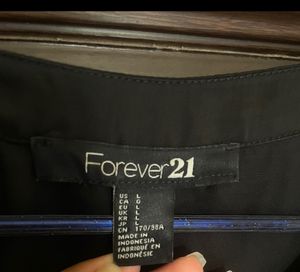 Forever21
US L
CA G
EU L
UK L
KR L
JP L
CN 170/98A
MADE IN
INDONESIA
FABRIQUÉ EN
INDONÉSIE